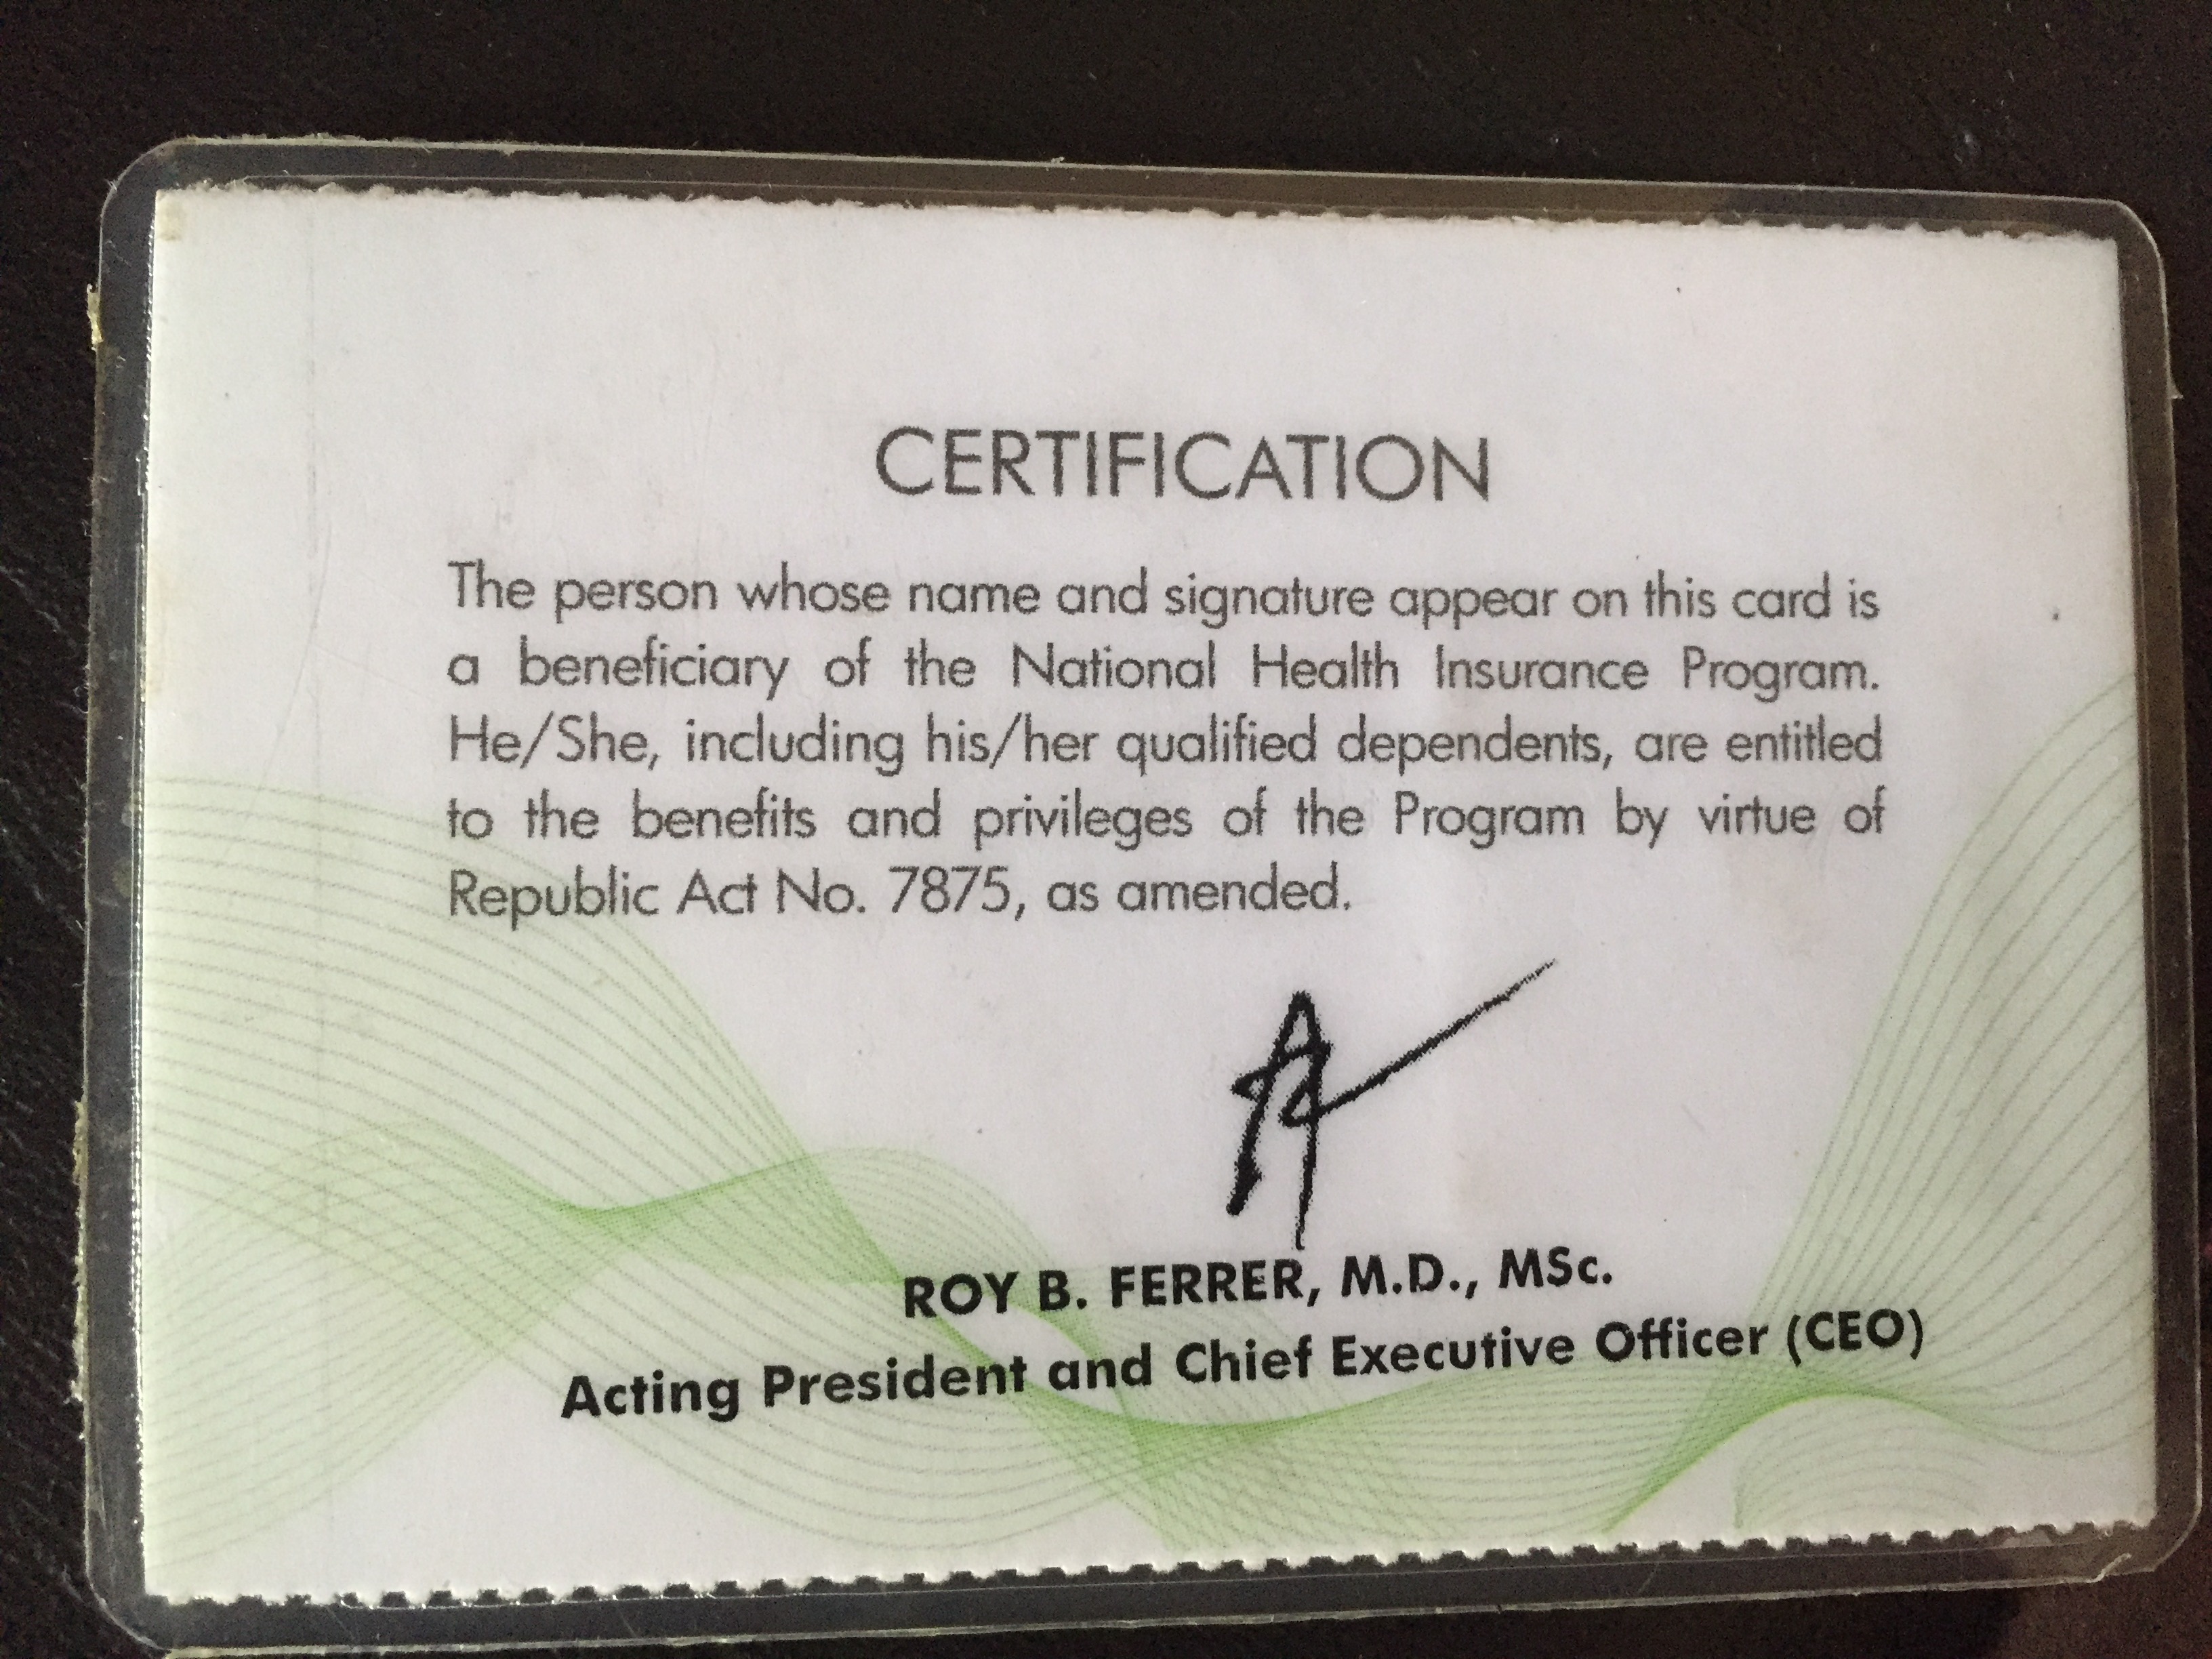 CERTIFICATION
The person whose name and signature appear on this card is
a beneficiary of the National Health Insurance Program.
He/She, including his/her qualified dependents, are entitled
to the benefits and privileges of the Program by virtue of
Republic Act No. 7875, as amended.
ROY B. FERRER, M.D., MSc.
Acting President and Chief Executive Officer (CEO)